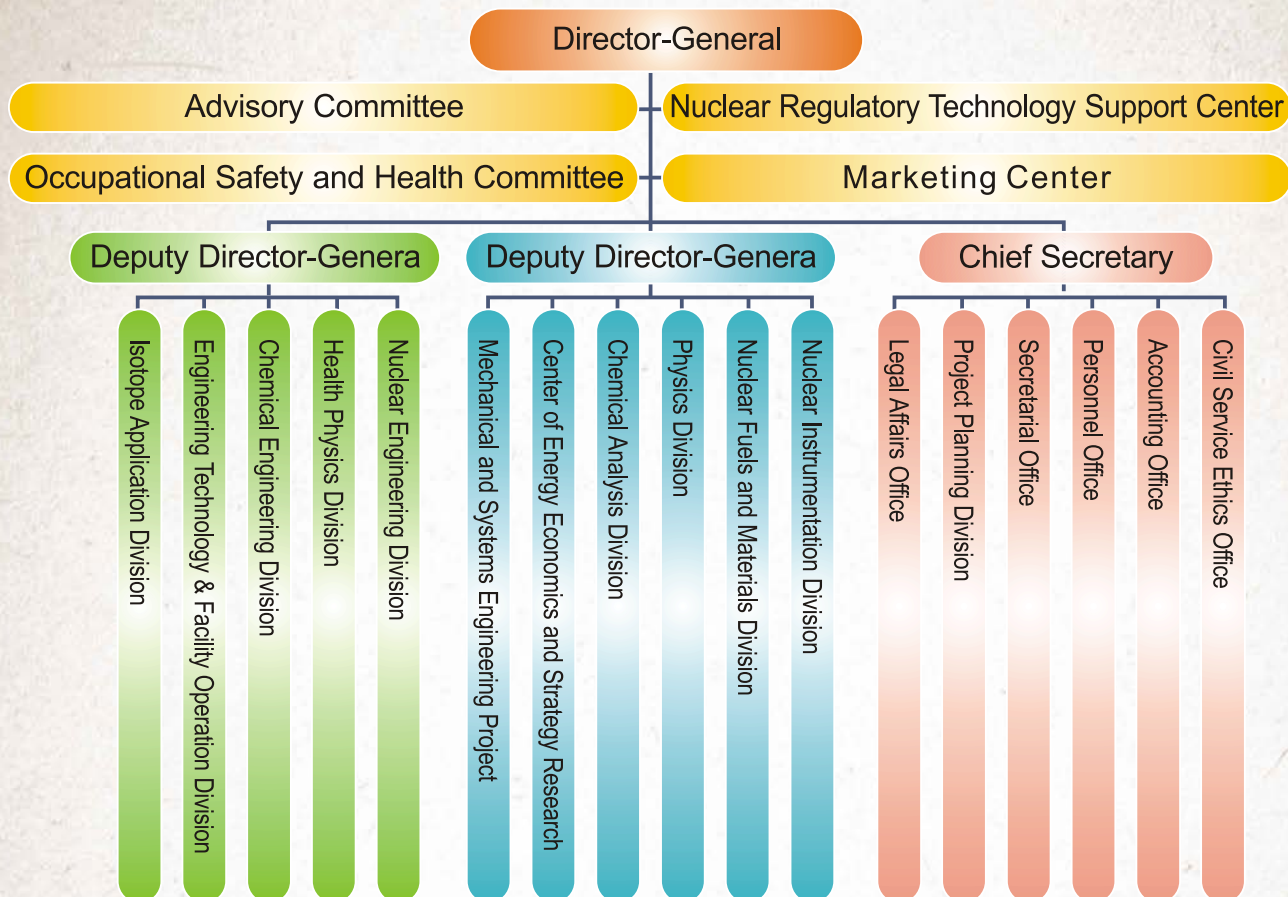 Director-General
Advisory Committee
Nuclear Regulatory Technology Support Center
Occupational Safety and Health Committee
Marketing Center
Deputy Director-Genera
Deputy Director-Genera
Chief Secretary
Isotope Application Division
Engineering Technology & Facility Operation Division
Chemical Engineering Division
Health Physics Division
Nuclear Engineering Division
Mechanical and Systems Engineering Project
Center of Energy Economics and Strategy Research
Chemical Analysis Division
Physics Division
Nuclear Fuels and Materials Division
Nuclear Instrumentation Division
Legal Affairs Office
Project Planning Division
Secretarial Office
Personnel Office
Accounting Office
Civil Service Ethics Office